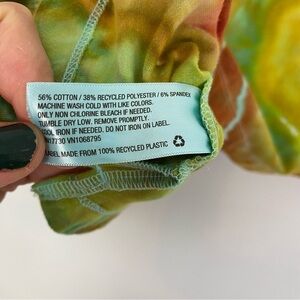 56% COTTON / 38% RECYCLED POLYESTER / 6% SPANDEX
MACHINE WASH COLD WITH LIKE COLORS.
ONLY NON CHLORINE BLEACH IF NEEDED.
TUMBLE DRY LOW. REMOVE PROMPTLY.
COOL IRON IF NEEDED. DO NOT IRON ON LABEL.
17730 VN1068795
LABEL MADE FROM 100% RECYCLED PLASTIC